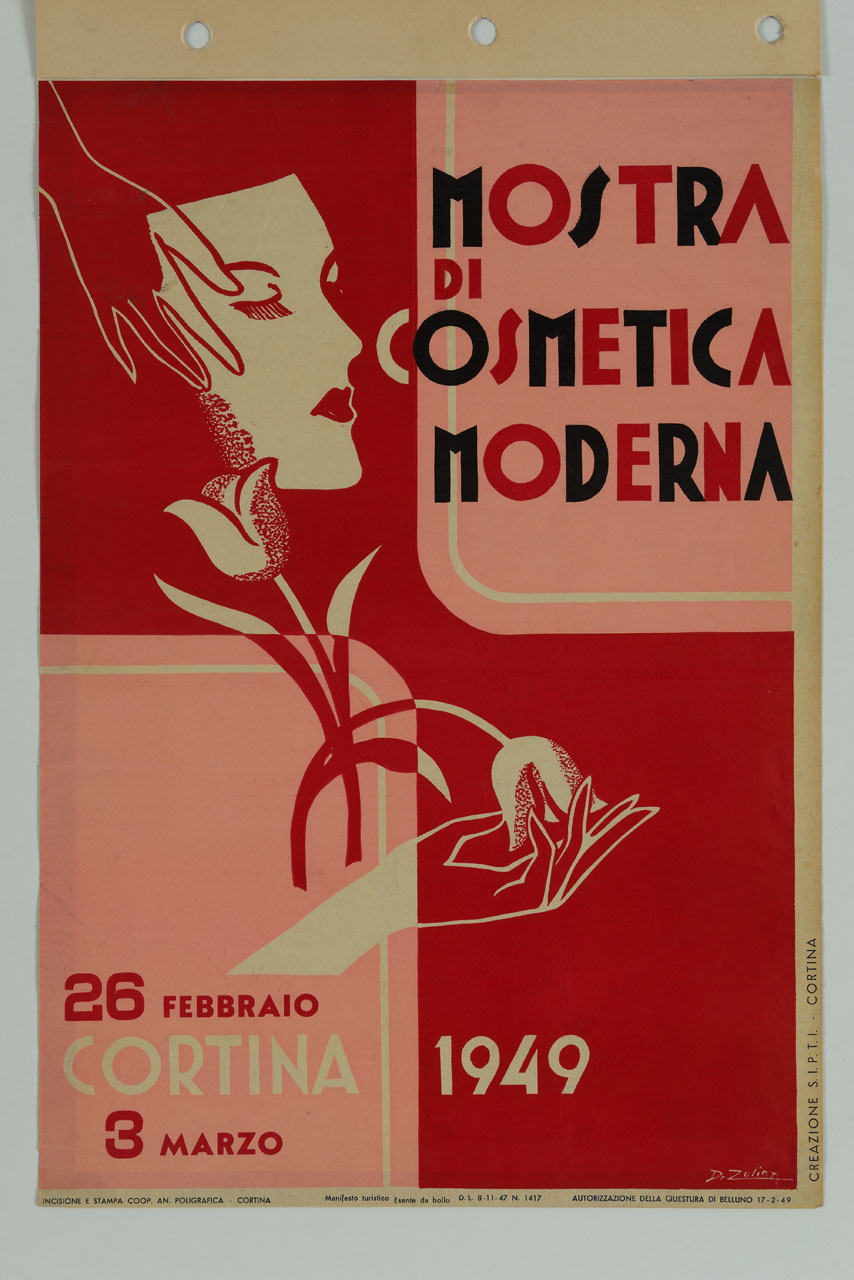 MOSTRA
DI
COSMETICA
MODERNA
26 FEBBRAIO
CORTINA 1949
3 MARZO
CREAZIONE S.I.P.T.I. - CORTINA
INCISIONE E STAMPA COOP. AN. POLIGRAFICA - CORTINA Manifesto turistico Esente da bollo D.L. 8-11-47 N. 1417 AUTORIZZAZIONE DELLA QUESTURA DI BELLUNO 17-2-49